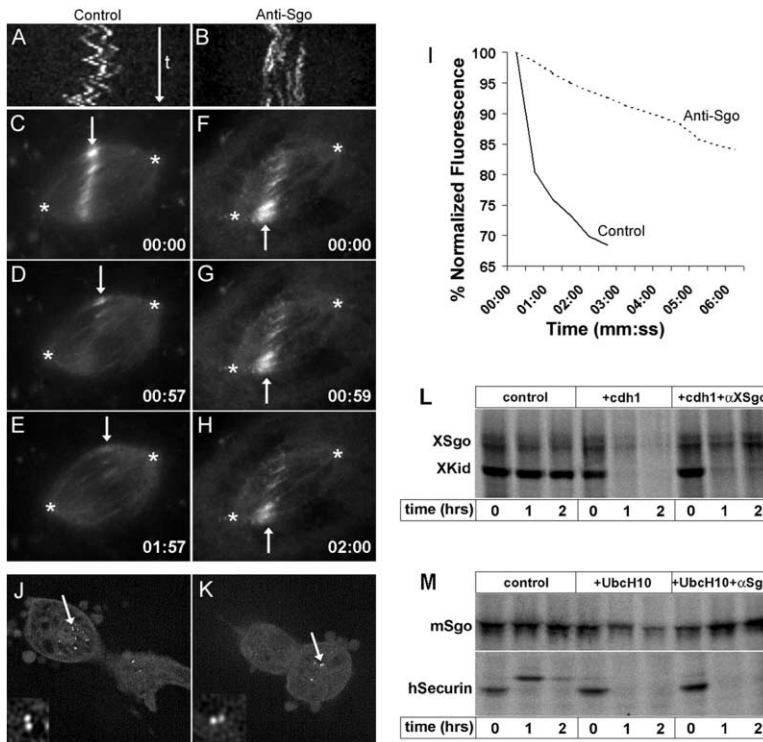 Control
Anti-Sgo
A
B
t
C
F
*
*
*
*
00:00
00:00
D
G
*
*
*
*
00:57
00:59
E
H
*
*
*
*
01:57
02:00
J
K
I
% Normalized Fluorescence
100
95
90
85
80
75
70
65
Anti-Sgo
Control
00:00
01:00
02:00
03:00
04:00
05:00
06:00
Time (mm:ss)
L
control +cdh1 +cdh1+αXSgo
XSgo
XKid
time (hrs) 0 1 2 0 1 2 0 1 2
M
control +UbcH10 +UbcH10+αSg
mSgo
hSecurin
time (hrs) 0 1 2 0 1 2 0 1 2